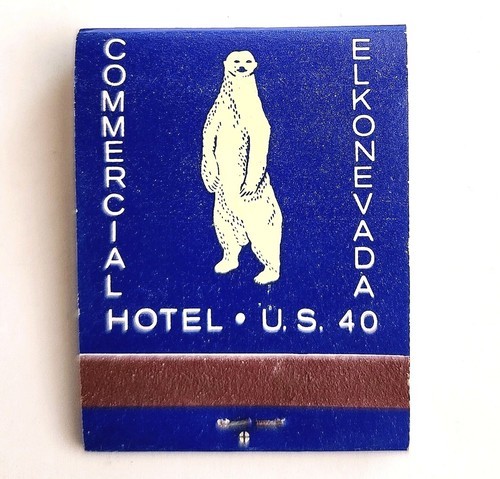 COMMERCIAL
ELKO NEVADA
HOTEL • U. S. 40